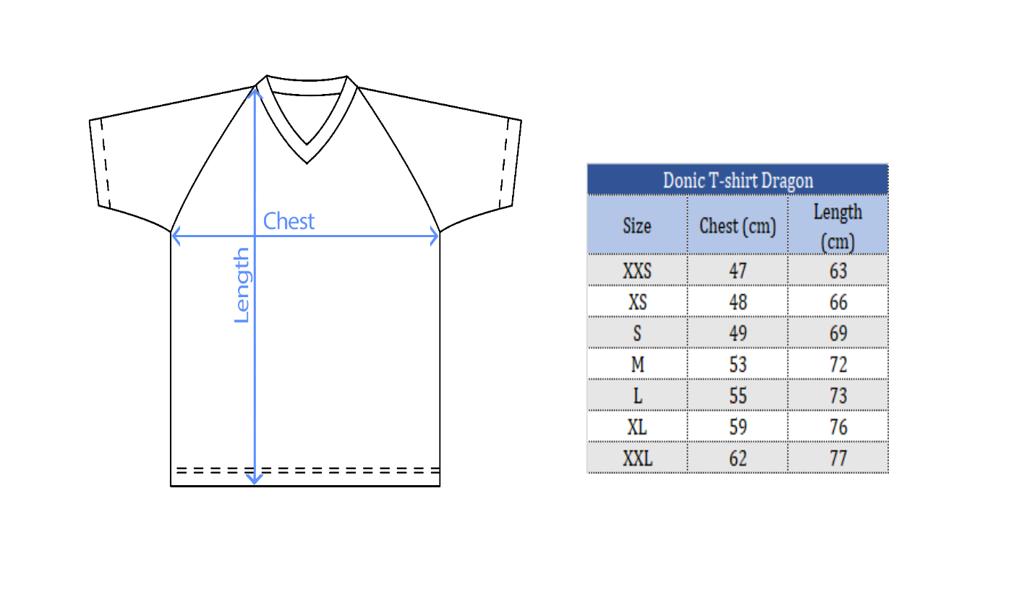 Chest
Length
Donic T-shirt Dragon
Size Chest (cm) Length
(cm)
XXS 47 63
XS 48 66
S 49 69
M 53 72
L 55 73
XL 59 76
XXL 62 77